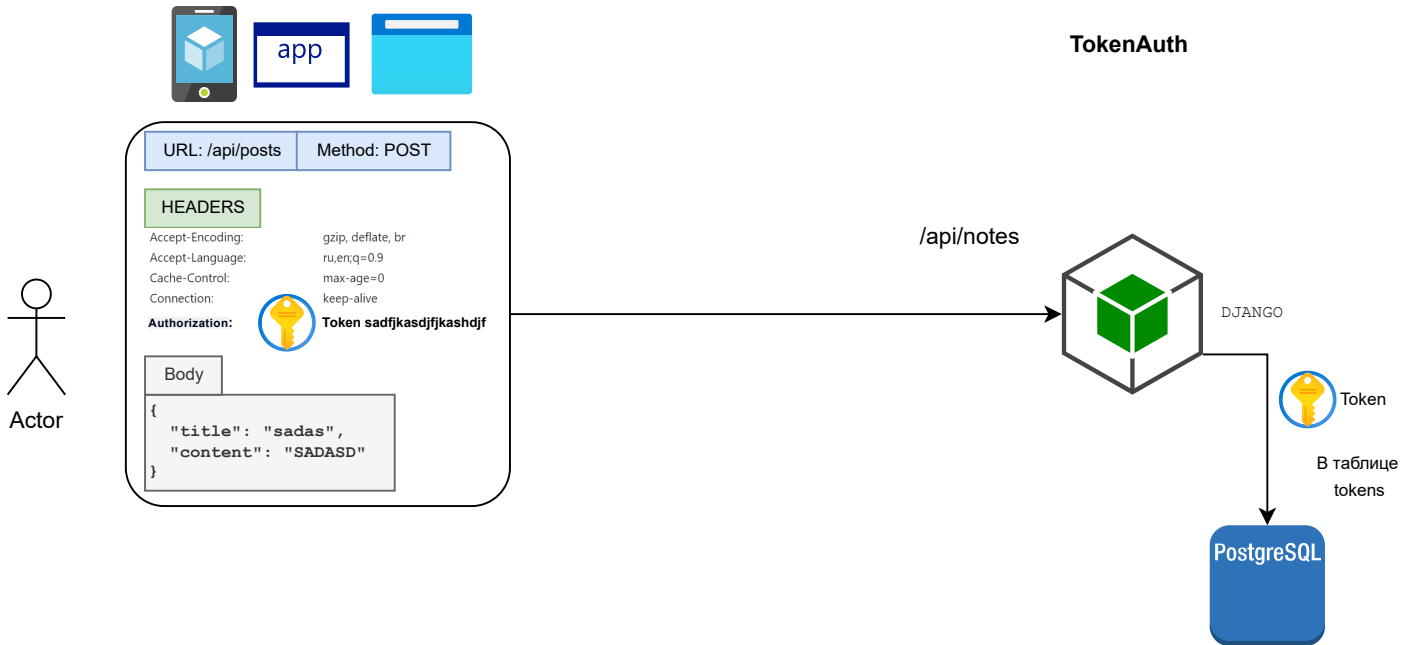 app
TokenAuth
URL: /api/posts Method: POST
HEADERS
Accept-Encoding: gzip, deflate, br
Accept-Language: ru,en;q=0.9
Cache-Control: max-age=0
Connection: keep-alive
Authorization: Token sadfjkasdjfjkashdjf
Body
{
"title": "sadas",
"content": "SADASD"
}
Actor
/api/notes
DJANGO
Token
В таблице
tokens
PostgreSQL